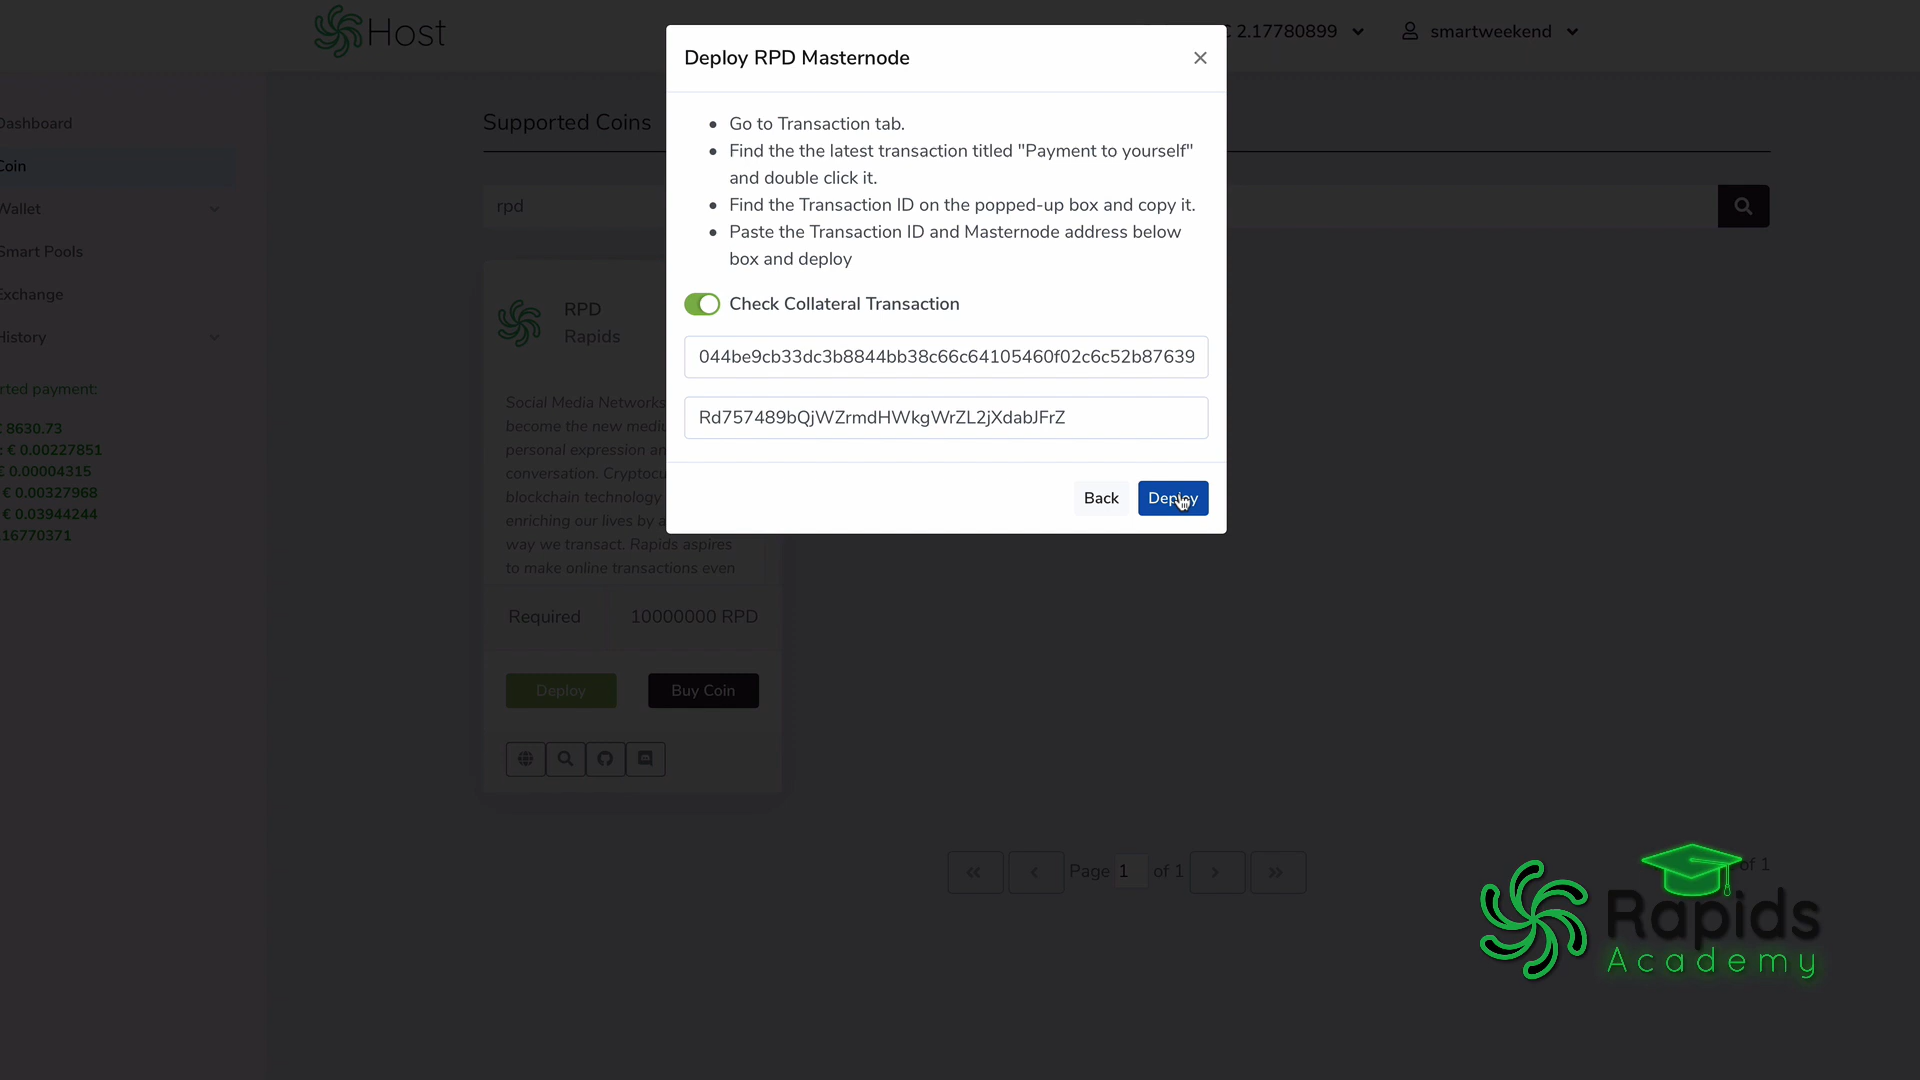 Host
€ 2.17780899
smartweekend
Deploy RPD Masternode
Go to Transaction tab.
Find the the latest transaction titled "Payment to yourself"
and double click it.
Find the Transaction ID on the popped-up box and copy it.
Paste the Transaction ID and Masternode address below
box and deploy
Check Collateral Transaction
044be9cb33dc3b8844bb38c66c64105460f02c6c52b87639
Rd757489bQjWZrmdHWkgWrZL2jXdabJFrZ
Back
Deploy
Dashboard
Coin
Wallet
Smart Pools
Exchange
History
rted payment:
€ 8630.73
: € 0.00227851
€ 0.00004315
€ 0.00327968
€ 0.03944244
.16770371
Supported Coins
rpd
RPD
Rapids
Social Media Networks
become the new medi
personal expression an
conversation. Cryptocu
blockchain technology
enriching our lives by a
way we transact. Rapids aspires
to make online transactions even
Required 10000000 RPD
Deploy
Buy Coin
Page 1 of 1
of 1
Rapids
Academy